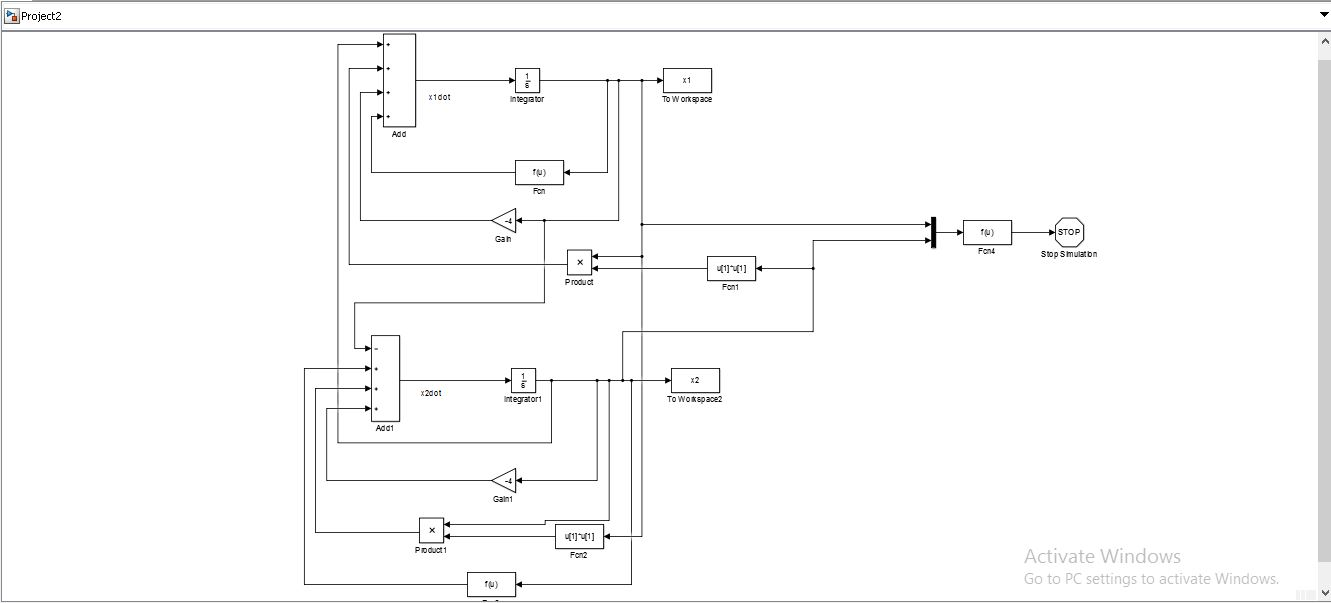 Project2
x1dot
Add
1
s
Integrator
x1
To Workspace
f(u)
Fcn
-4
Gain
×
Product
u[1]*u[1]
Fcn1
f(u)
Fcn4
STOP
Stop Simulation
x2dot
Add1
1
s
Integrator1
x2
To Workspace2
-4
Gain1
×
Product1
u[1]*u[1]
Fcn2
f(u)
Activate Windows
Go to PC settings to activate Windows.